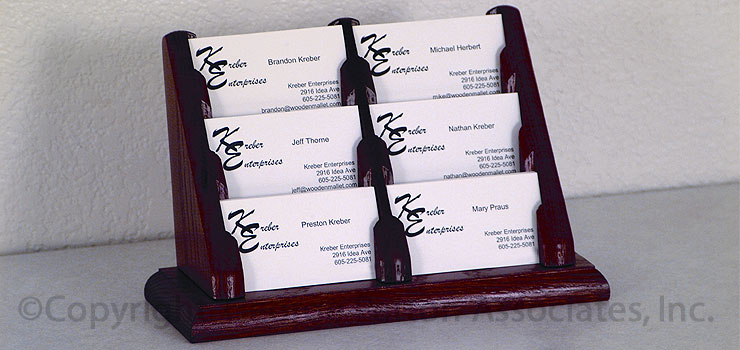 Kreber
Enterprises
Brandon Kreber
Kreber Enterprises
2916 Idea Ave
605-225-5081
brandon@woodenmallet.com
Kreber
Enterprises
Michael Herbert
Kreber Enterprises
2916 Idea Ave
605-225-5081
mike@woodenmallet.com
Kreber
Enterprises
Jeff Thorne
Kreber Enterprises
2916 Idea Ave
605-225-5081
jeff@woodenmallet.com
Kreber
Enterprises
Nathan Kreber
Kreber Enterprises
2916 Idea Ave
605-225-5081
nathan@woodenmallet.com
Kreber
Enterprises
Preston Kreber
Kreber Enterprises
2916 Idea Ave
605-225-5081
Kreber
Enterprises
Mary Praus
Kreber Enterprises
2916 Idea Ave
605-225-5081
©Copyright Associates, Inc.